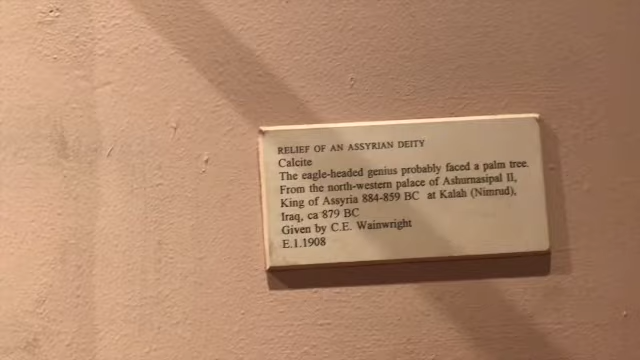 RELIEF OF AN ASSYRIAN DEITY
Calcite
The eagle-headed genius probably faced a palm tree.
From the north-western palace of Ashurnasipal II,
King of Assyria 884-859 BC at Kalah (Nimrud),
Iraq, ca 879 BC
Given by C.E. Wainwright
E.1.1908